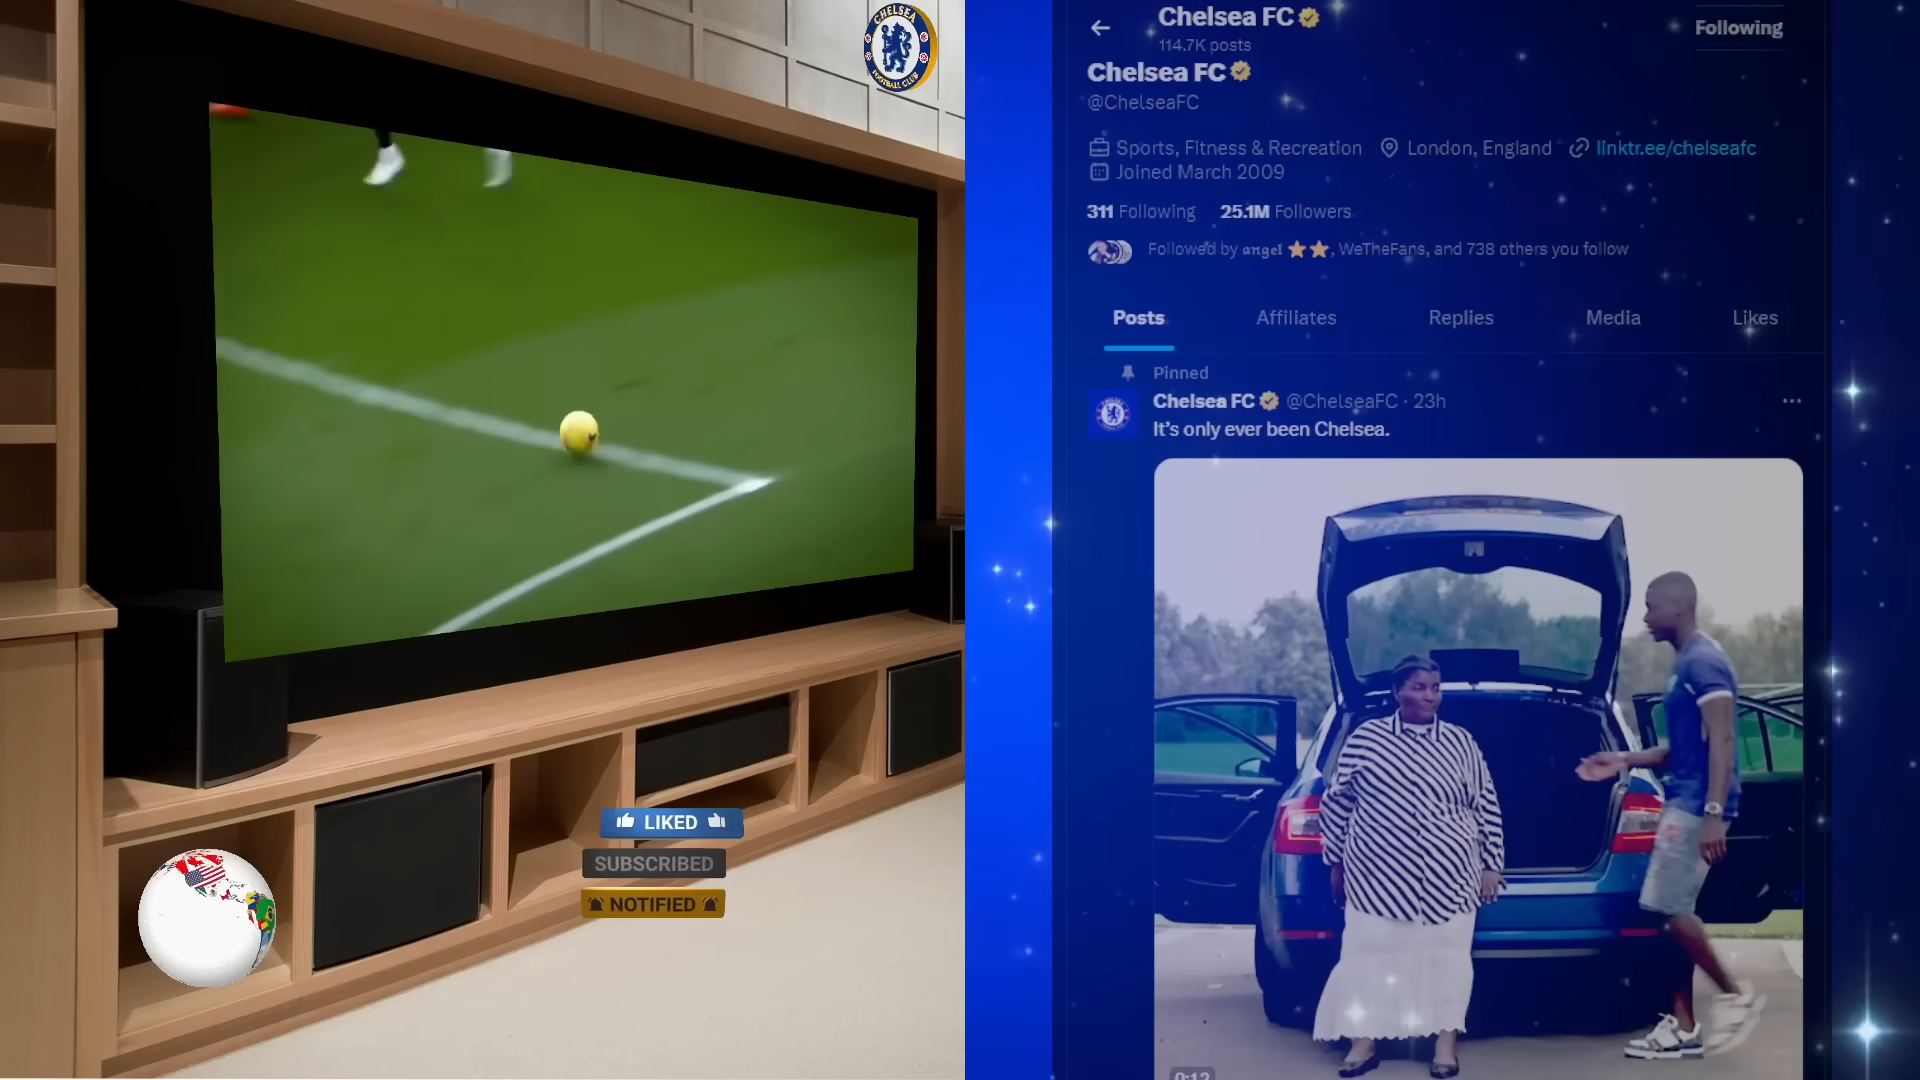 CHELSEA
FOOTBALL CLUB
LIKED
SUBSCRIBED
NOTIFIED
Chelsea FC
114.7K posts
Following
Chelsea FC
@ChelseaFC
Sports, Fitness & Recreation London, England linktr.ee/chelseafc
Joined March 2009
311 Following 25.1M Followers
Followed by angel ⭐⭐, WeTheFans, and 738 others you follow
Posts Affiliates Replies Media Likes
Pinned
Chelsea FC @ChelseaFC · 23h
It's only ever been Chelsea.
0:12